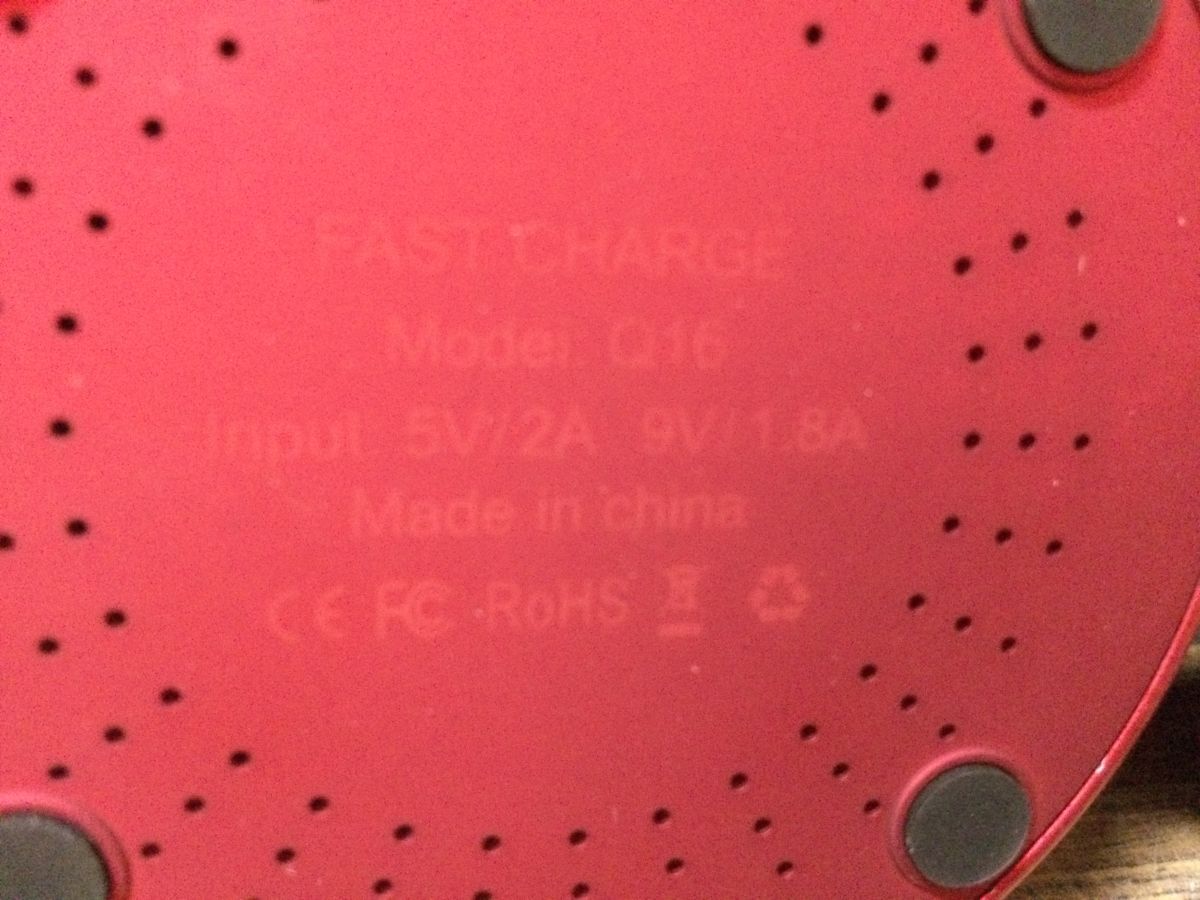 FAST CHARGE
Model Q16
Input 5V/2A 9V/1.8A
Made in china
CE FC RoHS